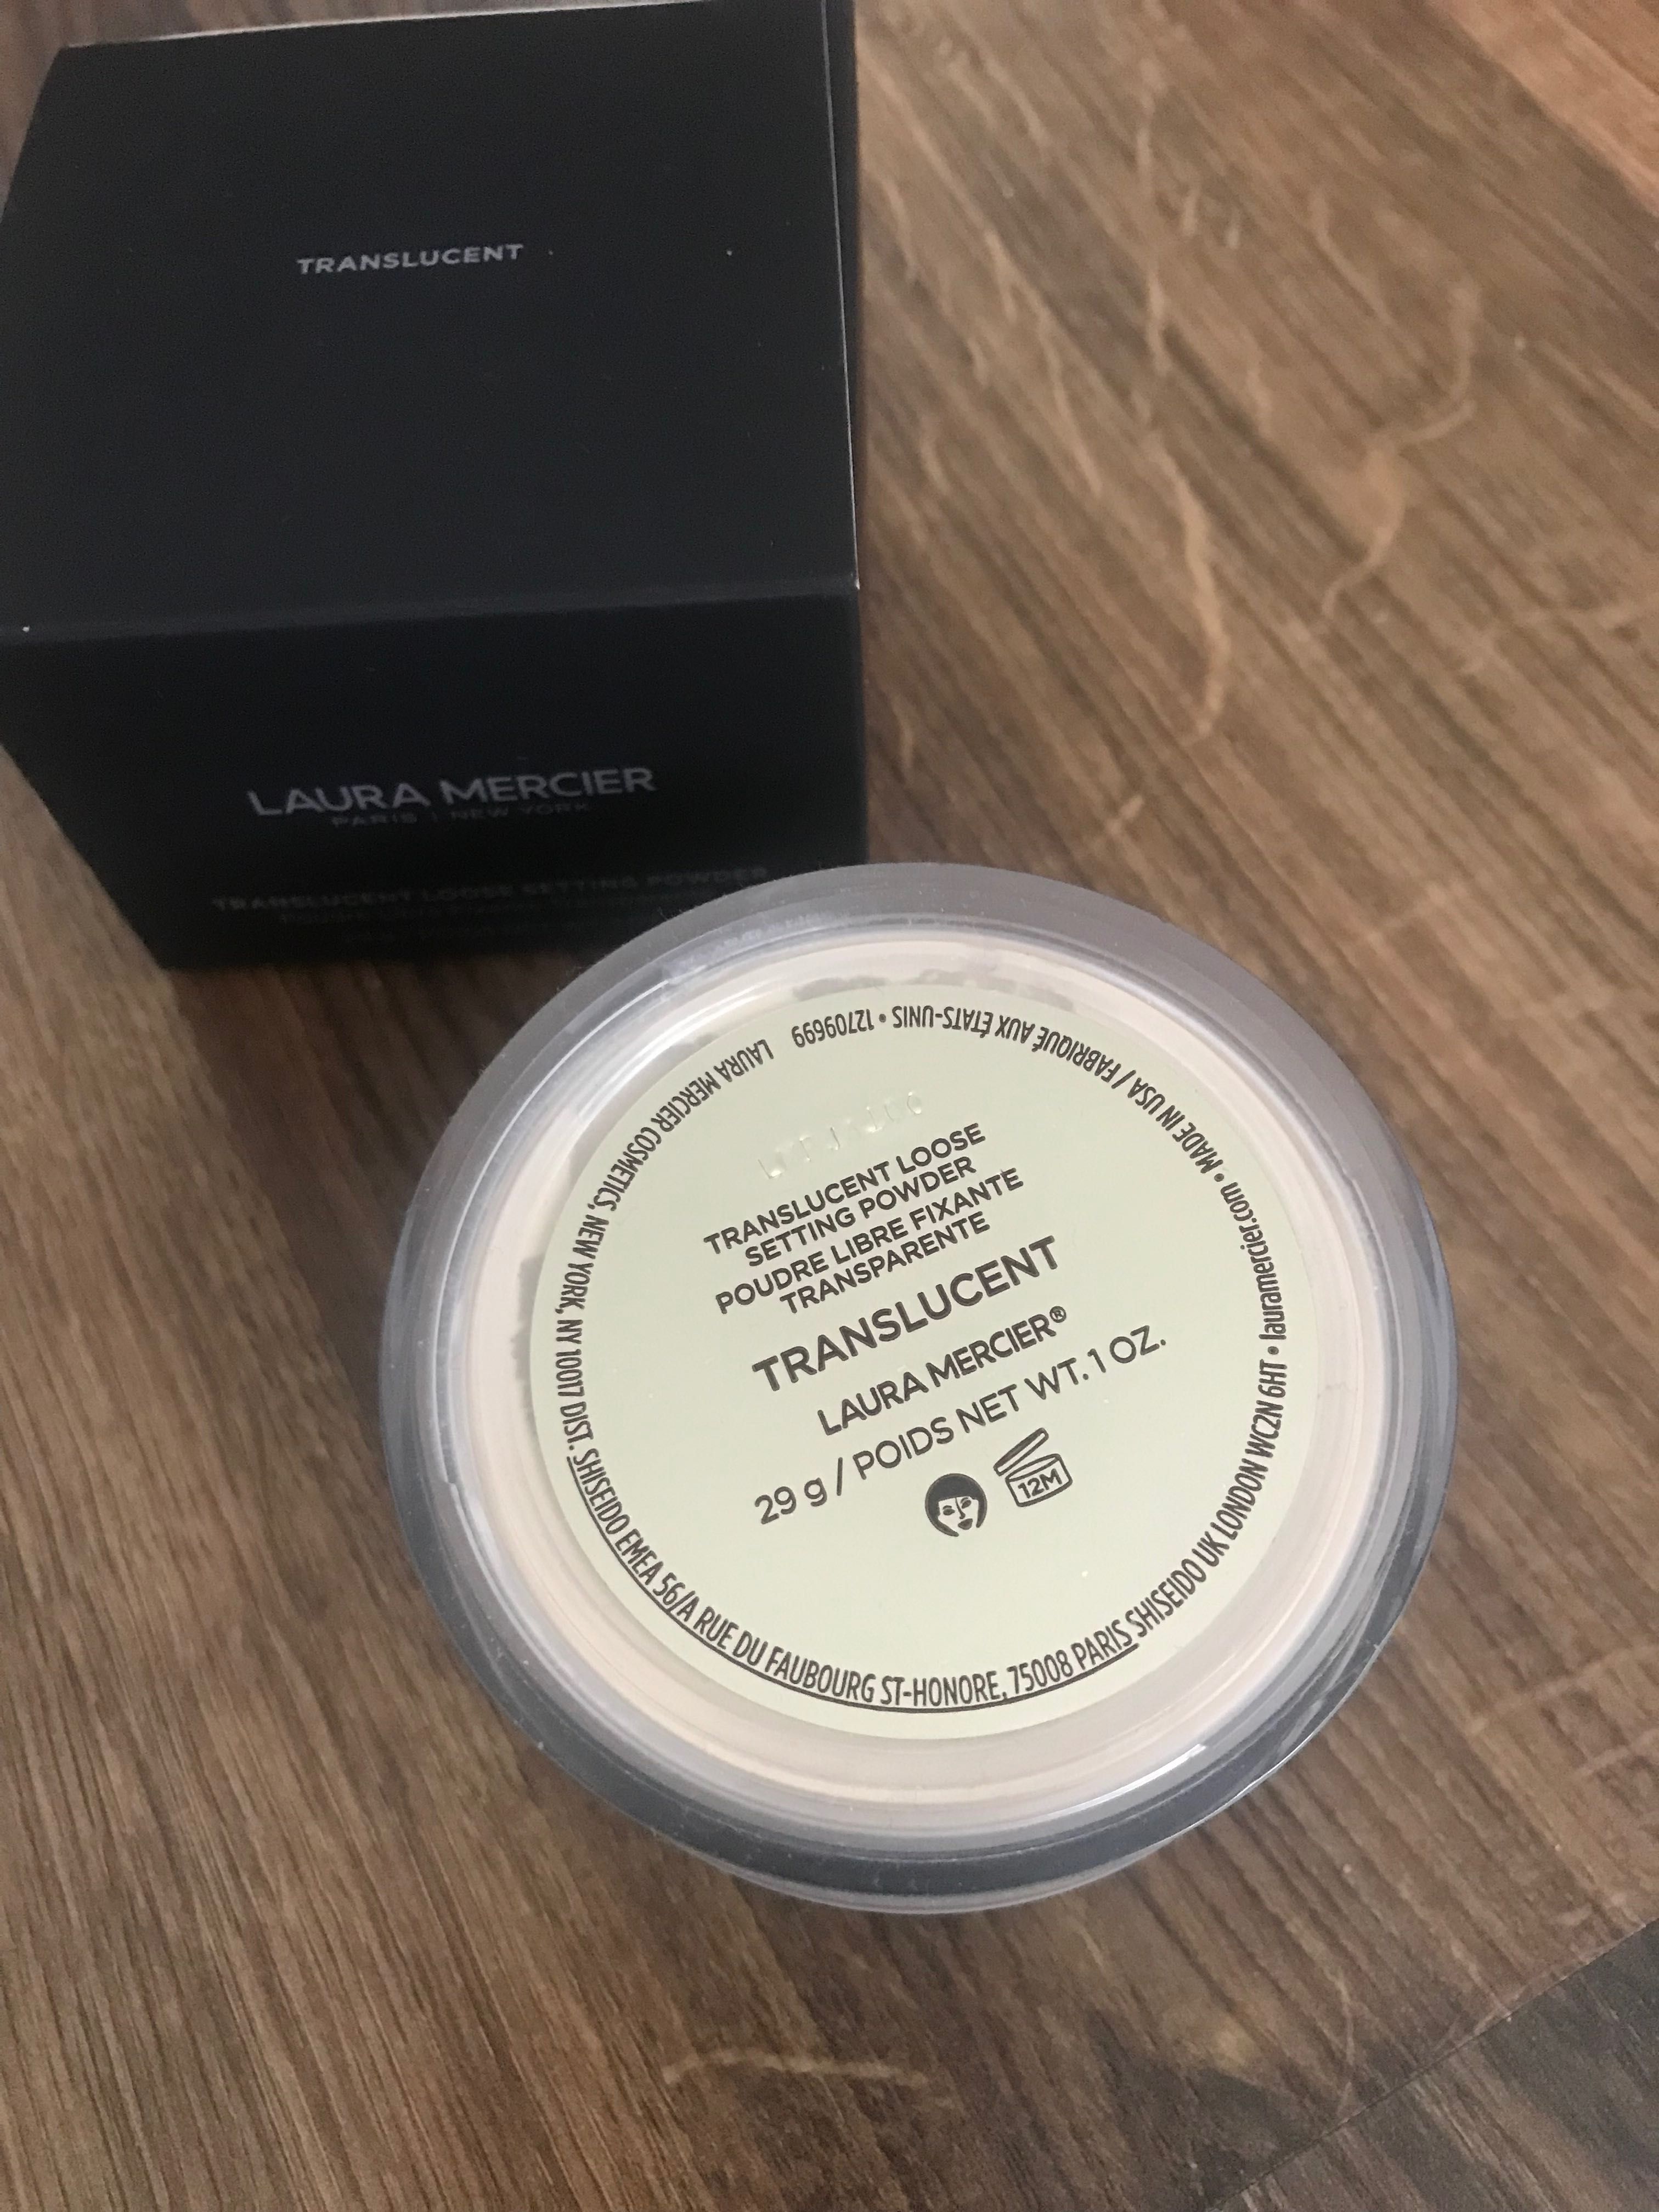 TRANSLUCENT
LAURA MERCIER
PARIS | NEW YORK
TRANSLUCENT LOOSE SETTING POWDER
TRANSLUCENT LOOSE
SETTING POWDER
POUDRE LIBRE FIXANTE
TRANSPARENTE
TRANSLUCENT
LAURA MERCIER®
29 g / POIDS NET WT. 1 OZ.
12M
LAURA MERCIER COSMETICS, NEW YORK, NY 10017 DIST. SHISEIDO EMEA 56/A RUE DU FAUBOURG ST-HONORE, 75008 PARIS SHISEIDO UK LONDON WC2N 6HT • lauramercier.com • MADE IN USA / FABRIQUÉ AUX ÉTATS-UNIS • 12709699